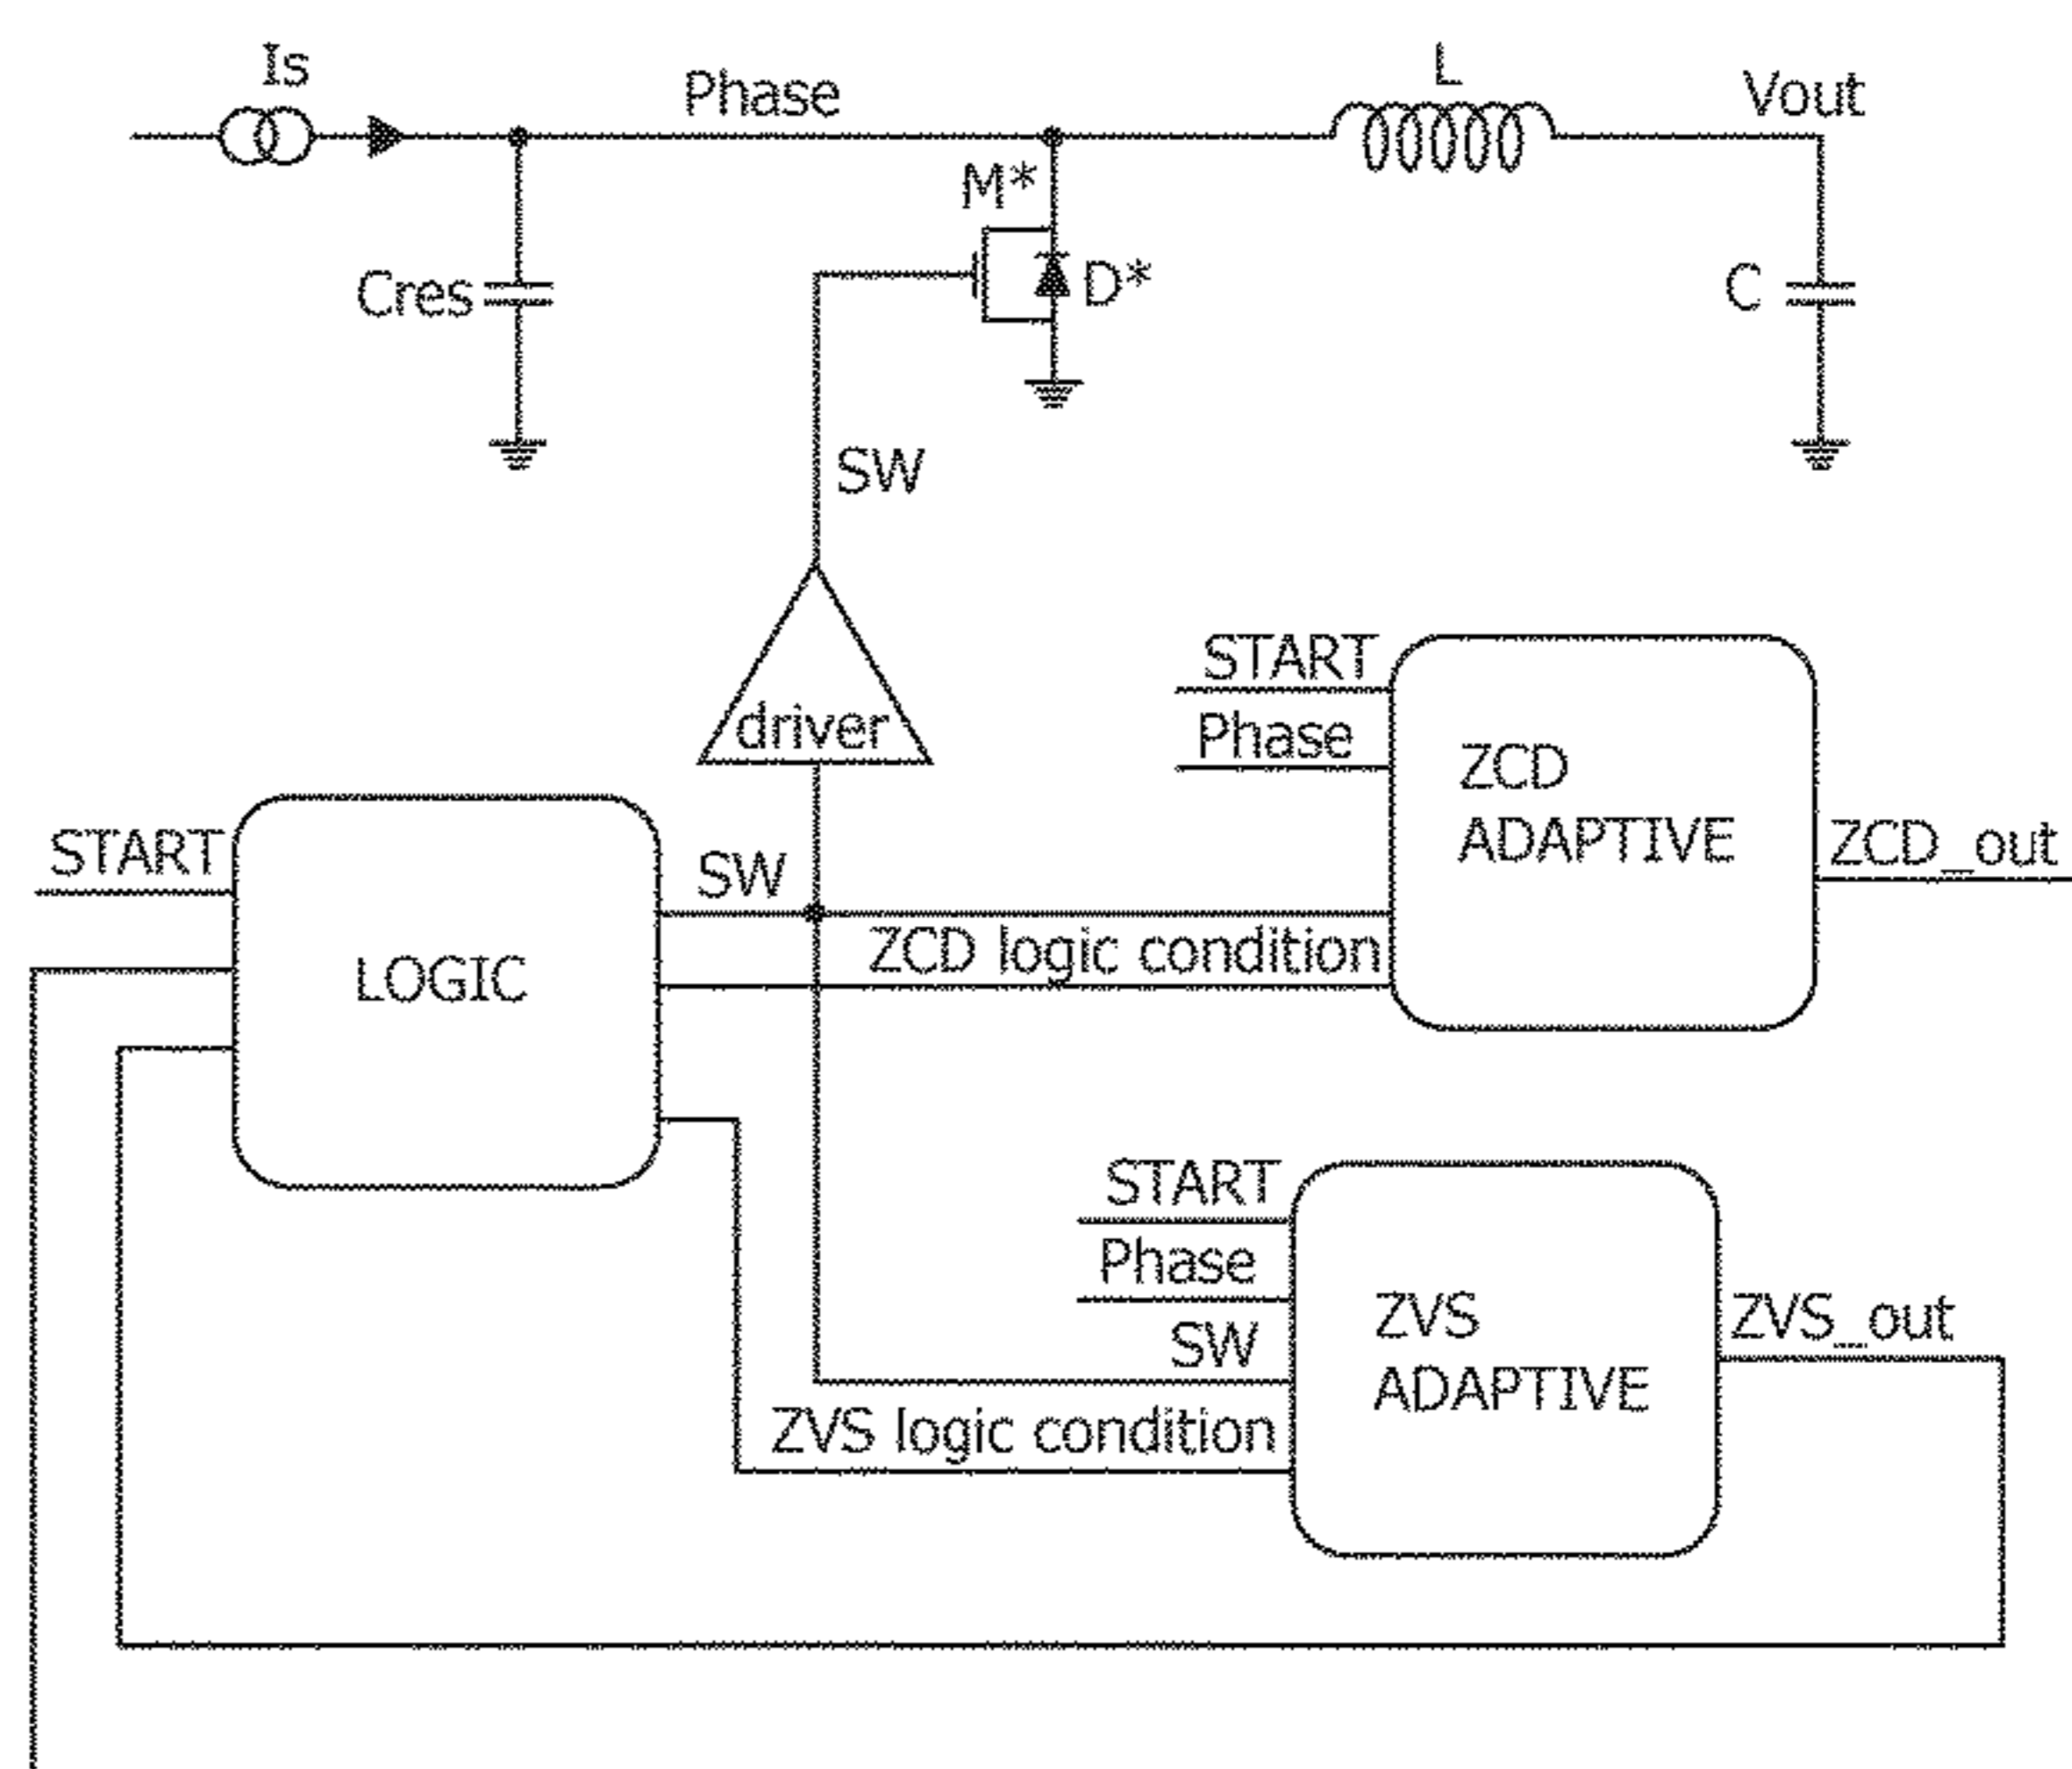 Is
Phase
L
Vout
M*
Cres
D*
C
SW
driver
START
Phase
ZCD
ADAPTIVE
ZCD_out
START
SW
ZCD logic condition
LOGIC
START
Phase
SW
ZVS
ADAPTIVE
ZVS_out
ZVS logic condition